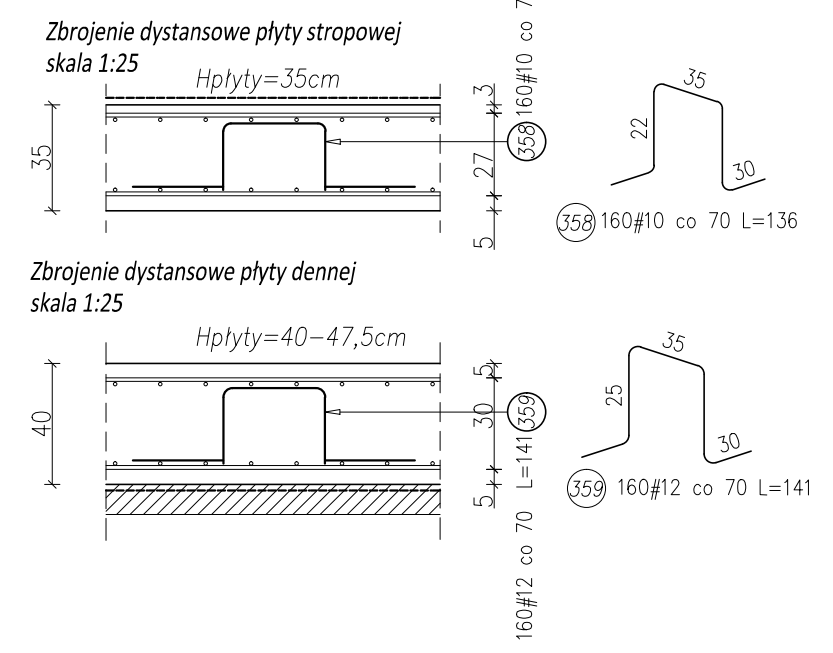 Zbrojenie dystansowe płyty stropowej
skala 1:25
Hpłyty=35cm
35
3
27
5
358
160#10 co 7
35
22
30
358 160#10 co 70 L=136
Zbrojenie dystansowe płyty dennej
skala 1:25
Hpłyty=40-47,5cm
40
5
30
5
359
160#12 co 70 L=141
35
25
30
359 160#12 co 70 L=141